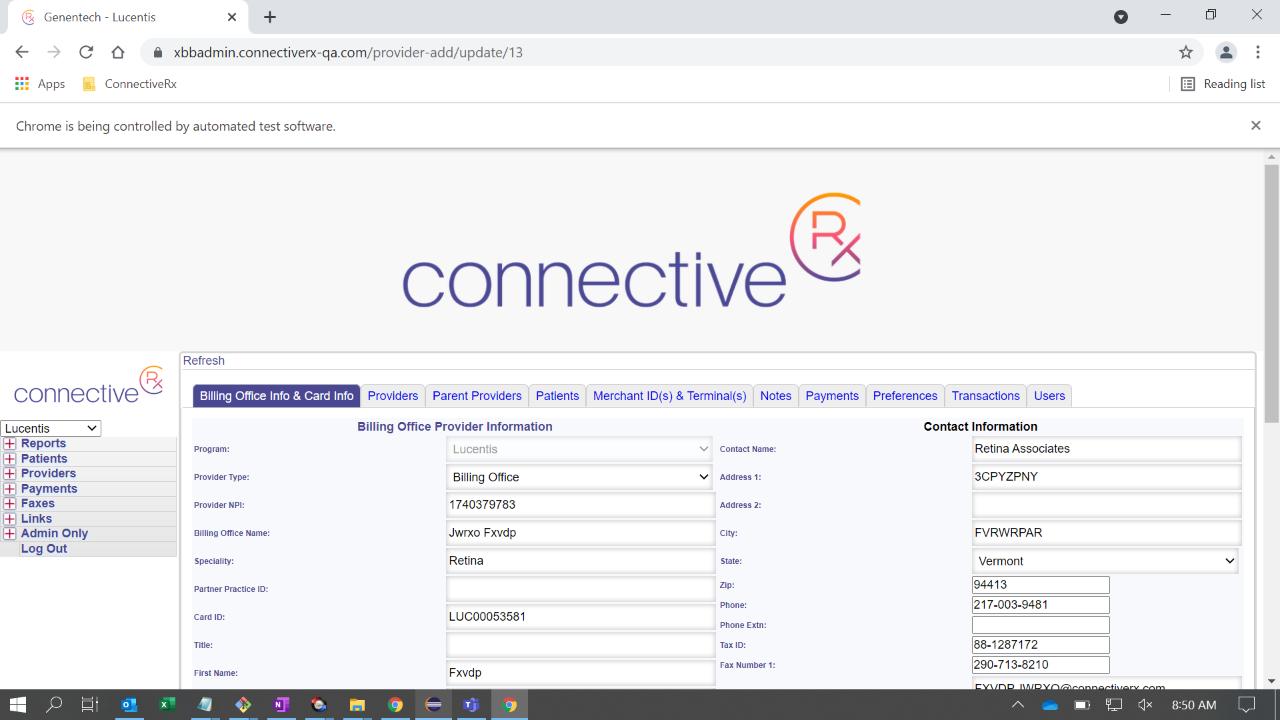 Genentech - Lucentis
xbbadmin.connectiverx-qa.com/provider-add/update/13
Apps
ConnectiveRx
Reading list
Chrome is being controlled by automated test software.
connective Rx
connective Rx
Lucentis
Reports
Patients
Providers
Payments
Faxes
Links
Admin Only
Log Out
Refresh
Billing Office Info & Card Info Providers Parent Providers Patients Merchant ID(s) & Terminal(s) Notes Payments Preferences Transactions Users
Billing Office Provider Information
Program: Lucentis
Provider Type: Billing Office
Provider NPI: 1740379783
Billing Office Name: Jwrxo Fxvdp
Speciality: Retina
Partner Practice ID:
Card ID: LUC00053581
Title:
First Name: Fxvdp
Contact Information
Contact Name: Retina Associates
Address 1: 3CPYZPNY
Address 2:
City: FVRWRPAR
State: Vermont
Zip: 94413
Phone: 217-003-9481
Phone Extn:
Tax ID: 88-1287172
Fax Number 1: 290-713-8210
FXVDP.JWRXO@connectiverx.com
8:50 AM